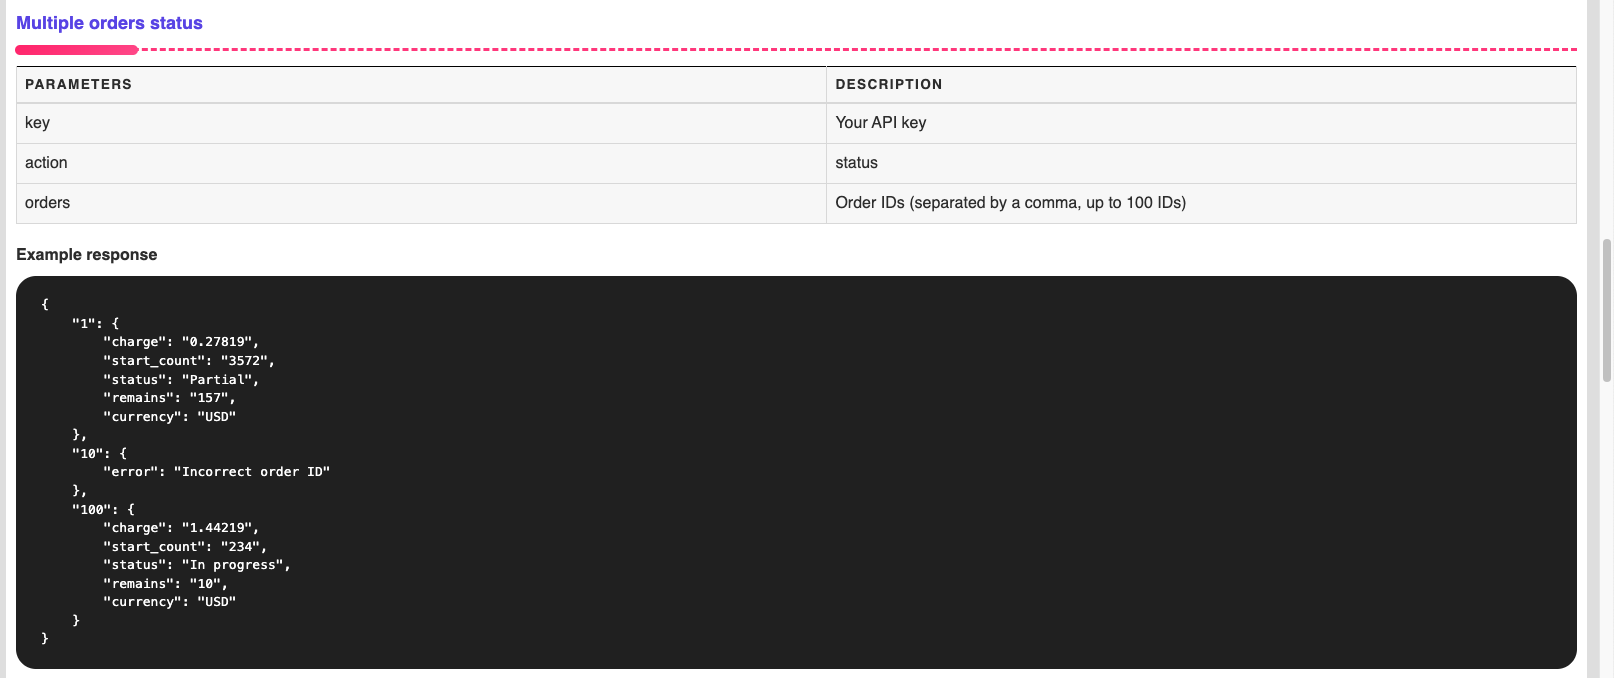 Multiple orders status
PARAMETERS DESCRIPTION
key Your API key
action status
orders Order IDs (separated by a comma, up to 100 IDs)
Example response
{
    "1": {
        "charge": "0.27819",
        "start_count": "3572",
        "status": "Partial",
        "remains": "157",
        "currency": "USD"
    },
    "10": {
        "error": "Incorrect order ID"
    },
    "100": {
        "charge": "1.44219",
        "start_count": "234",
        "status": "In progress",
        "remains": "10",
        "currency": "USD"
    }
}